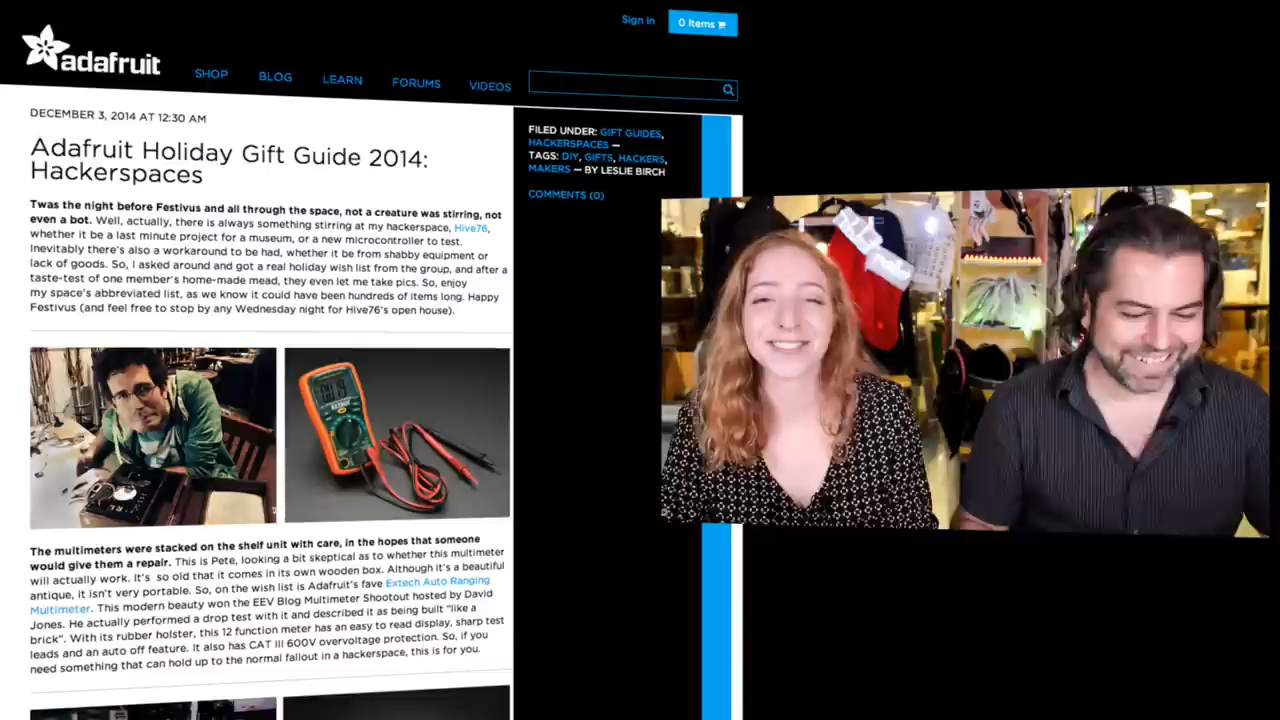 Sign In
0 Items
adafruit
SHOP BLOG LEARN FORUMS VIDEOS
DECEMBER 3, 2014 AT 12:30 AM
Adafruit Holiday Gift Guide 2014:
Hackerspaces
Twas the night before Festivus and all through the space, not a creature was stirring, not
even a bot. Well, actually, there is always something stirring at my hackerspace, Hive76,
whether it be a last minute project for a museum, or a new microcontroller to test.
Inevitably there's also a workaround to be had, whether it be from shabby equipment or
lack of goods. So, I asked around and got a real holiday wish list from the group, and after a
taste-test of one member's home-made mead, they even let me take pics. So, enjoy
my space's abbreviated list, as we know it could have been hundreds of items long. Happy
Festivus (and feel free to stop by any Wednesday night for Hive76's open house).
FILED UNDER: GIFT GUIDES,
HACKERSPACES —
TAGS: DIY, GIFTS, HACKERS,
MAKERS — BY LESLIE BIRCH
COMMENTS (0)
The multimeters were stacked on the shelf unit with care, in the hopes that someone
would give them a repair. This is Pete, looking a bit skeptical as to whether this multimeter
will actually work. It's so old that it comes in its own wooden box. Although it's a beautiful
antique, it isn't very portable. So, on the wish list is Adafruit's fave Extech Auto Ranging
Multimeter. This modern beauty won the EEV Blog Multimeter Shootout hosted by David
Jones. He actually performed a drop test with it and described it as being built "like a
brick". With its rubber holster, this 12 function meter has an easy to read display, sharp test
leads and an auto off feature. It also has CAT III 600V overvoltage protection. So, if you
need something that can hold up to the normal fallout in a hackerspace, this is for you.